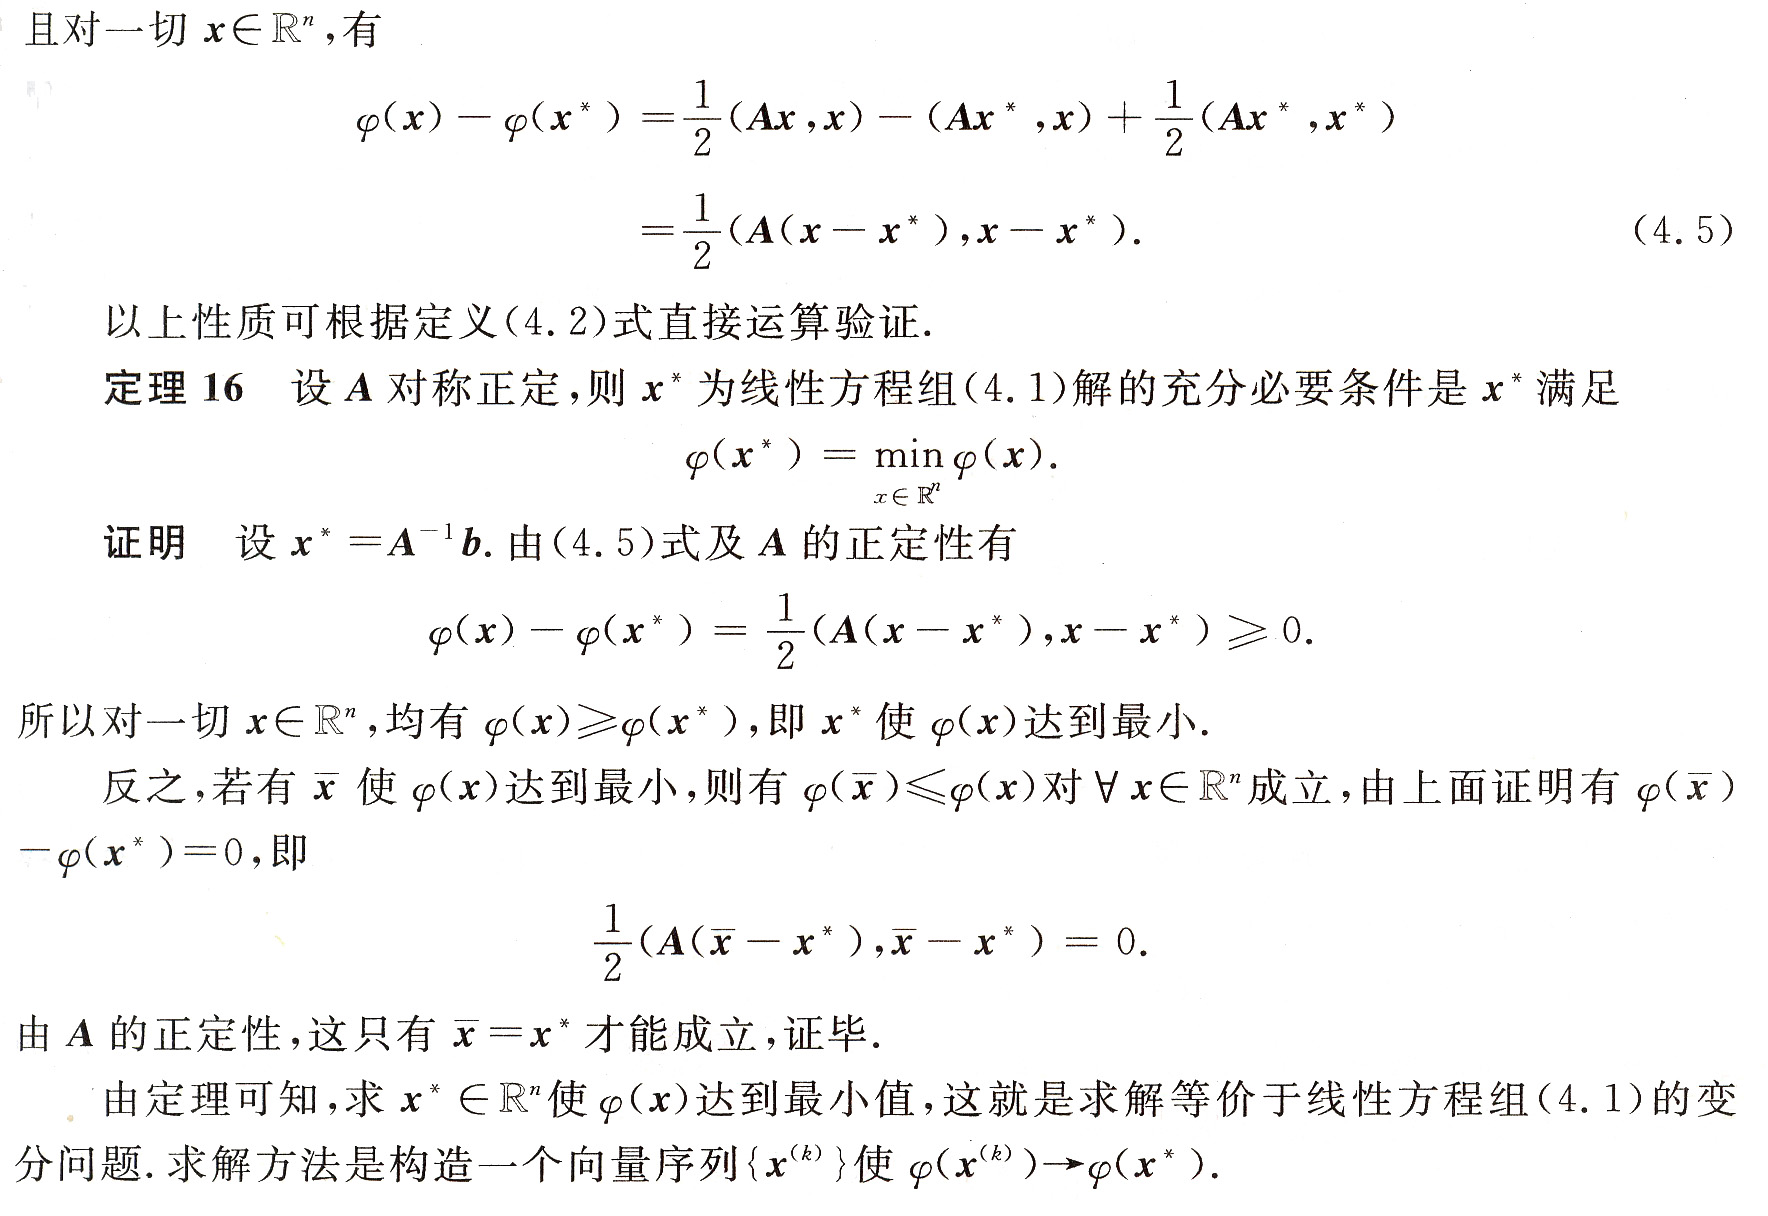 且对一切 x∈ℝⁿ,有
φ(x)−φ(x*)=1/2(Ax,x)−(Ax*,x)+1/2(Ax*,x*)
=1/2(A(x−x*),x−x*). (4.5)
以上性质可根据定义(4.2)式直接运算验证.
定理 16 设 A 对称正定,则 x* 为线性方程组(4.1)解的充分必要条件是 x* 满足
φ(x*)=min φ(x).
x∈ℝⁿ
证明 设 x*=A⁻¹b. 由(4.5)式及 A 的正定性有
φ(x)−φ(x*)=1/2(A(x−x*),x−x*)⩾0.
所以对一切 x∈ℝⁿ,均有 φ(x)⩾φ(x*),即 x* 使 φ(x)达到最小.
反之,若有 x̄ 使 φ(x)达到最小,则有 φ(x̄)⩽φ(x)对∀x∈ℝⁿ成立,由上面证明有 φ(x̄)
−φ(x*)=0,即
1/2(A(x̄−x*),x̄−x*)=0.
由 A 的正定性,这只有 x̄=x* 才能成立,证毕.
由定理可知,求 x*∈ℝⁿ使 φ(x)达到最小值,这就是求解等价于线性方程组(4.1)的变
分问题. 求解方法是构造一个向量序列{x⁽ᵏ⁾}使 φ(x⁽ᵏ⁾)→φ(x*).